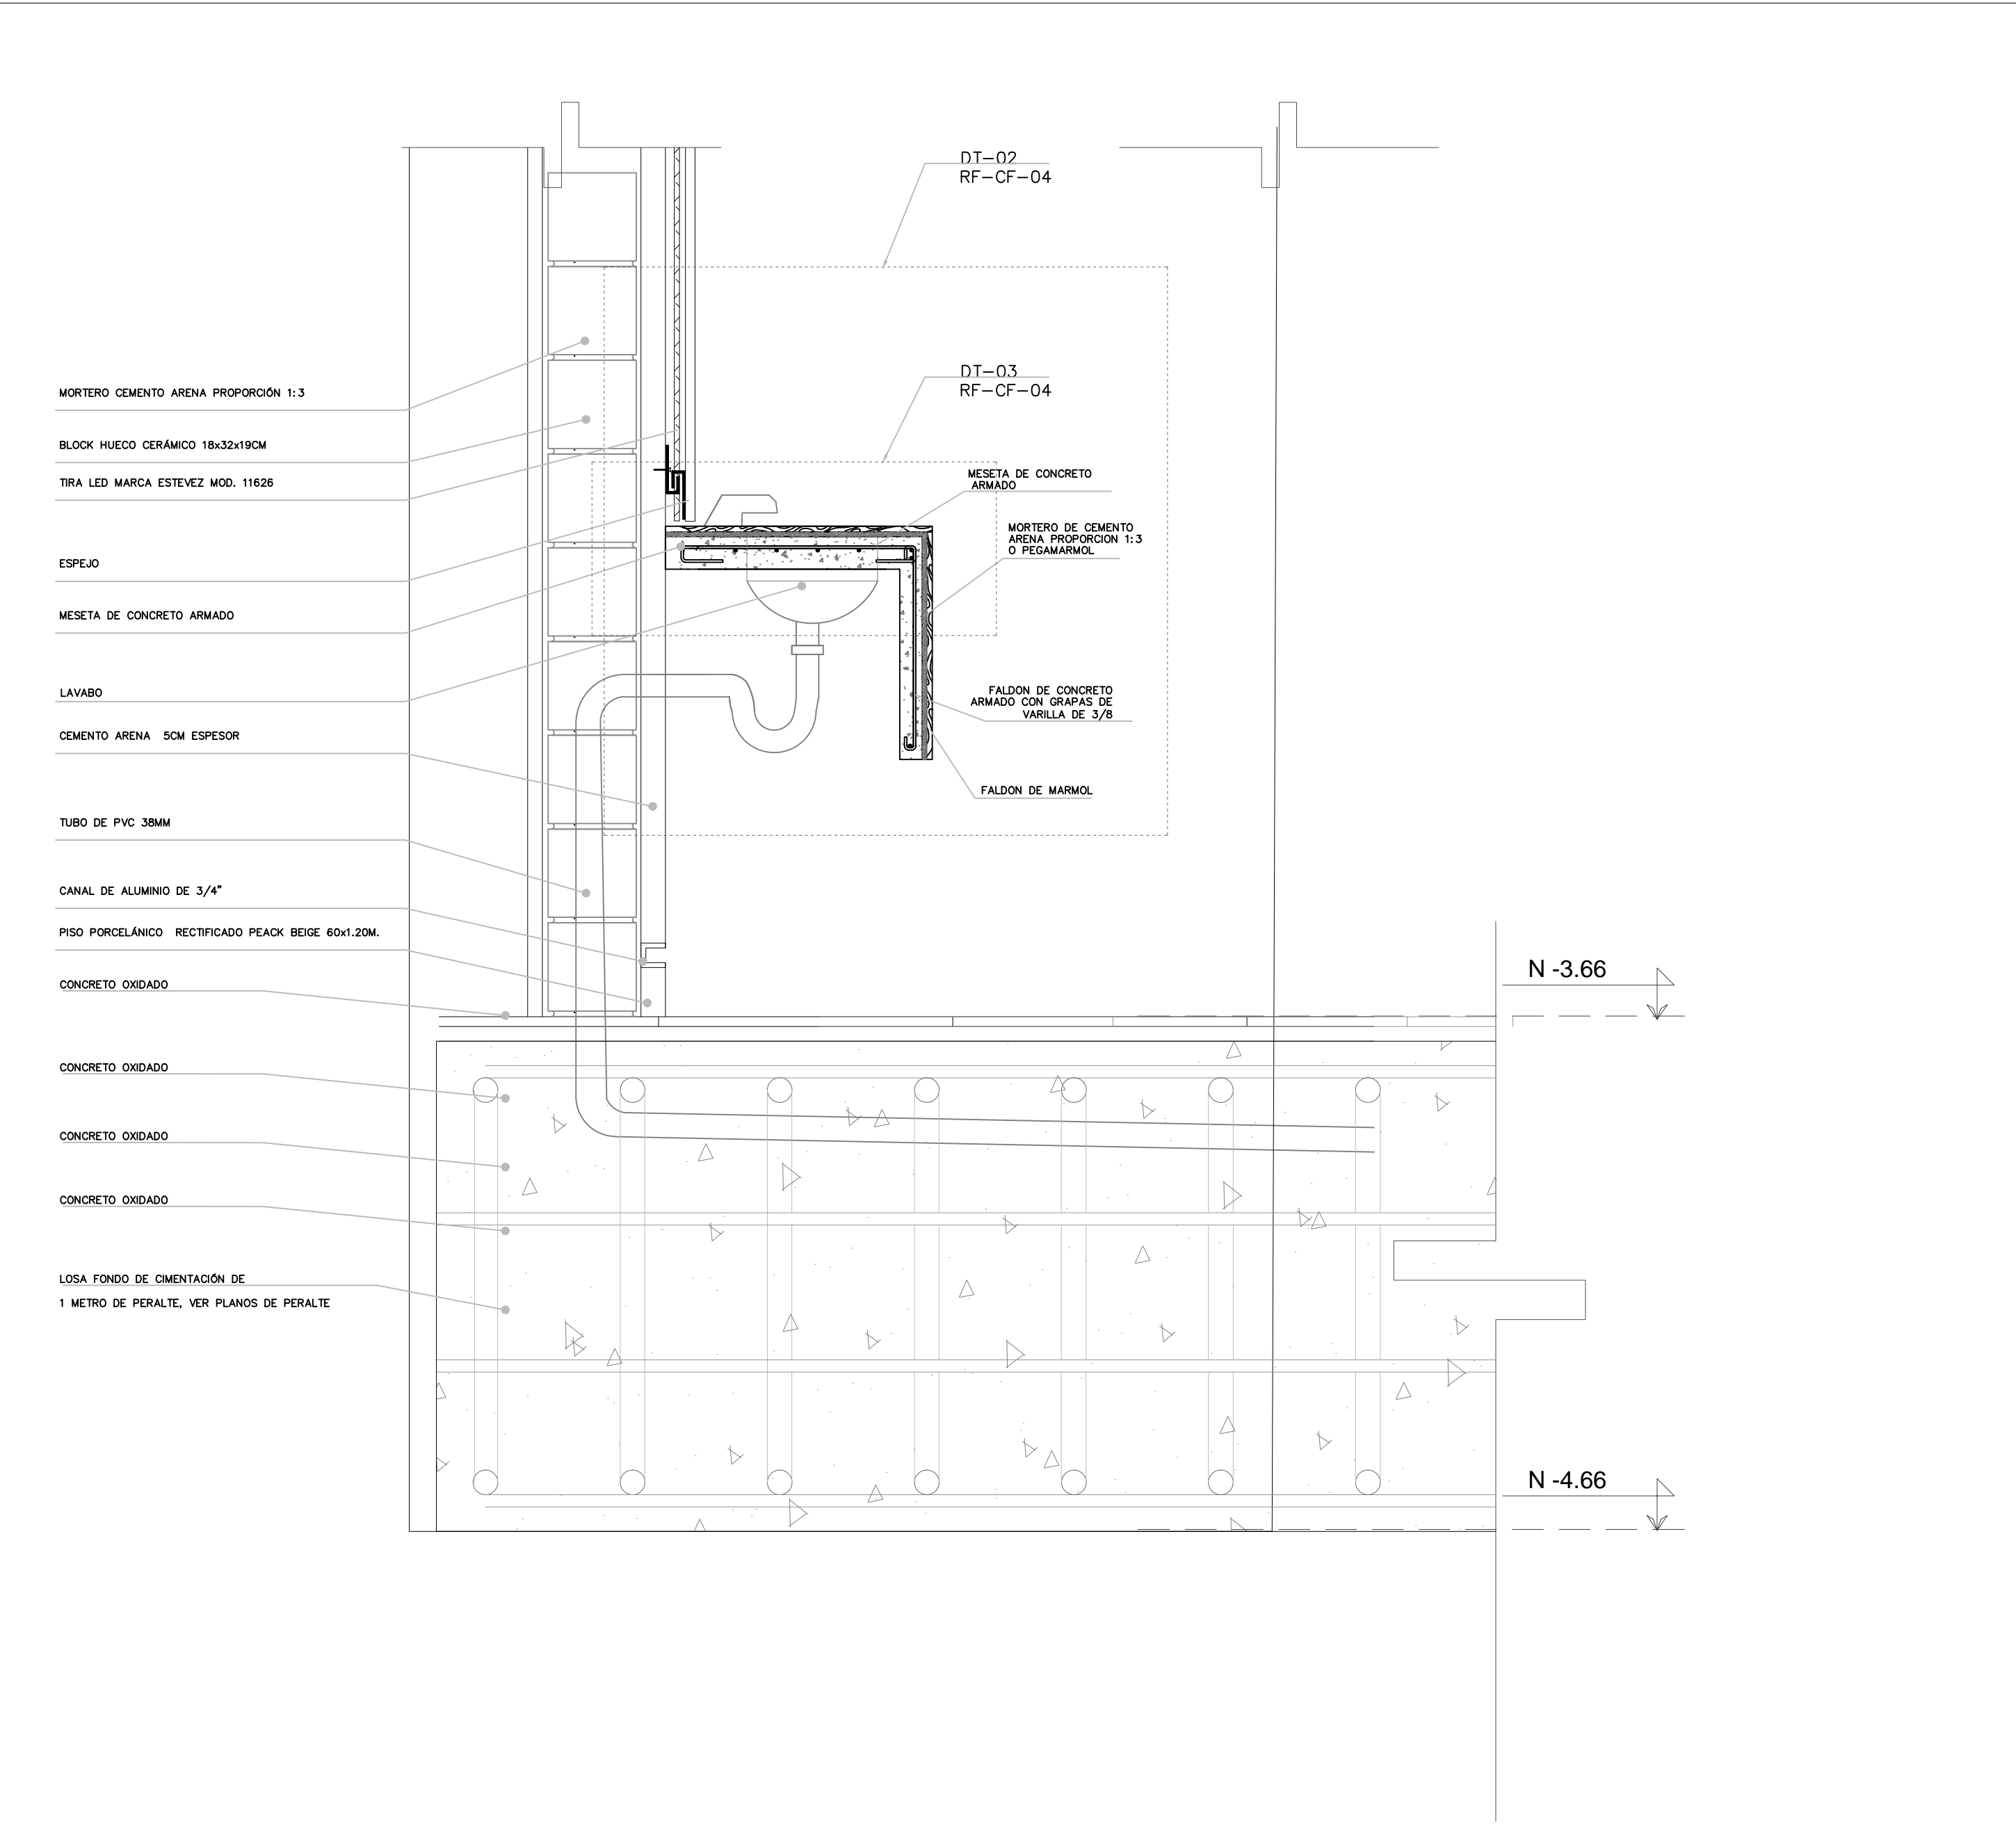 DT-02
RF-CF-04
DT-03
RF-CF-04
MORTERO CEMENTO ARENA PROPORCIÓN 1:3
BLOCK HUECO CERÁMICO 18x32x19CM
TIRA LED MARCA ESTEVEZ MOD. 11626
ESPEJO
MESETA DE CONCRETO ARMADO
LAVABO
CEMENTO ARENA 5CM ESPESOR
TUBO DE PVC 38MM
CANAL DE ALUMINIO DE 3/4"
PISO PORCELÁNICO RECTIFICADO PEACK BEIGE 60x1.20M.
CONCRETO OXIDADO
CONCRETO OXIDADO
CONCRETO OXIDADO
CONCRETO OXIDADO
LOSA FONDO DE CIMENTACIÓN DE
1 METRO DE PERALTE, VER PLANOS DE PERALTE
MESETA DE CONCRETO
ARMADO
MORTERO DE CEMENTO
ARENA PROPORCION 1:3
O PEGAMARMOL
FALDON DE CONCRETO
ARMADO CON GRAPAS DE
VARILLA DE 3/8
FALDON DE MARMOL
N -3.66
N -4.66